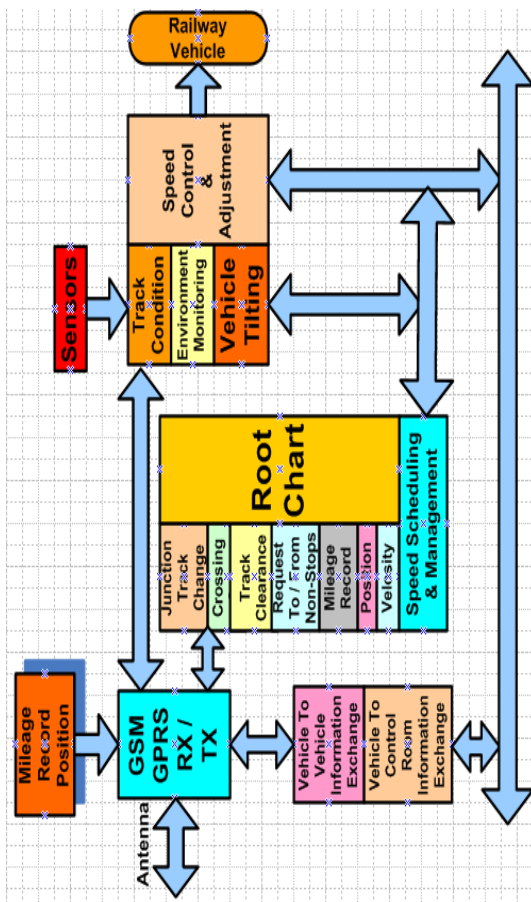 Railway
Vehicle
Speed
Control
&
Adjustment
Sensors
Track
Condition
Environment
Monitoring
Vehicle
Tilting
Root
Chart
Junction
Track
Change
Crossing
Track
Clearance
Request
To / From
Non-Stops
Mileage
Record
Position
Velosity
Speed Scheduling
& Management
Mileage
Record
Position
GSM
GPRS
RX /
TX
Antenna
Vehicle To
Vehicle
Information
Exchange
Vehicle To
Control
Room
Information
Exchange